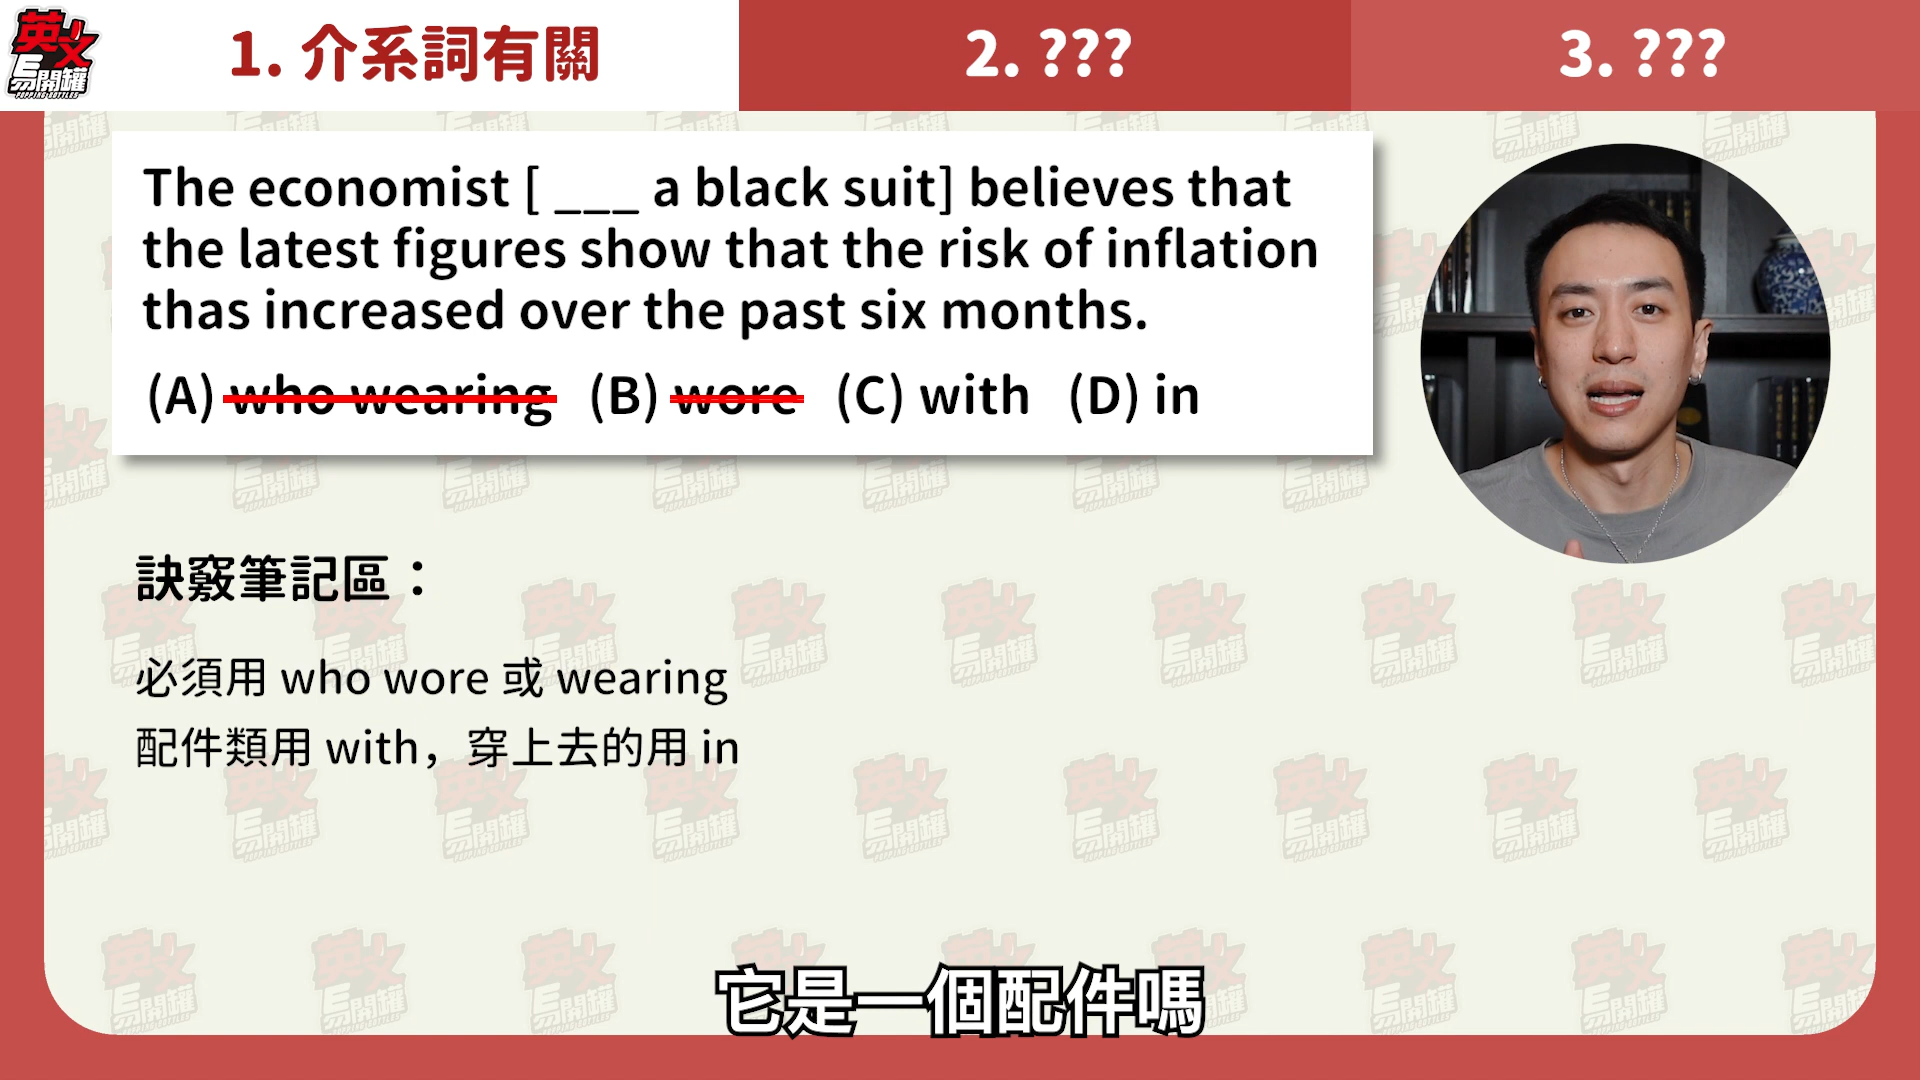 英文
E易開罐
POPPING BOTTLES
1. 介系詞有關
2. ???
3. ???
The economist [ ___ a black suit] believes that
the latest figures show that the risk of inflation
thas increased over the past six months.
(A) who wearing (B) wore (C) with (D) in
訣竅筆記區：
必須用 who wore 或 wearing
配件類用 with，穿上去的用 in
它是一個配件嗎